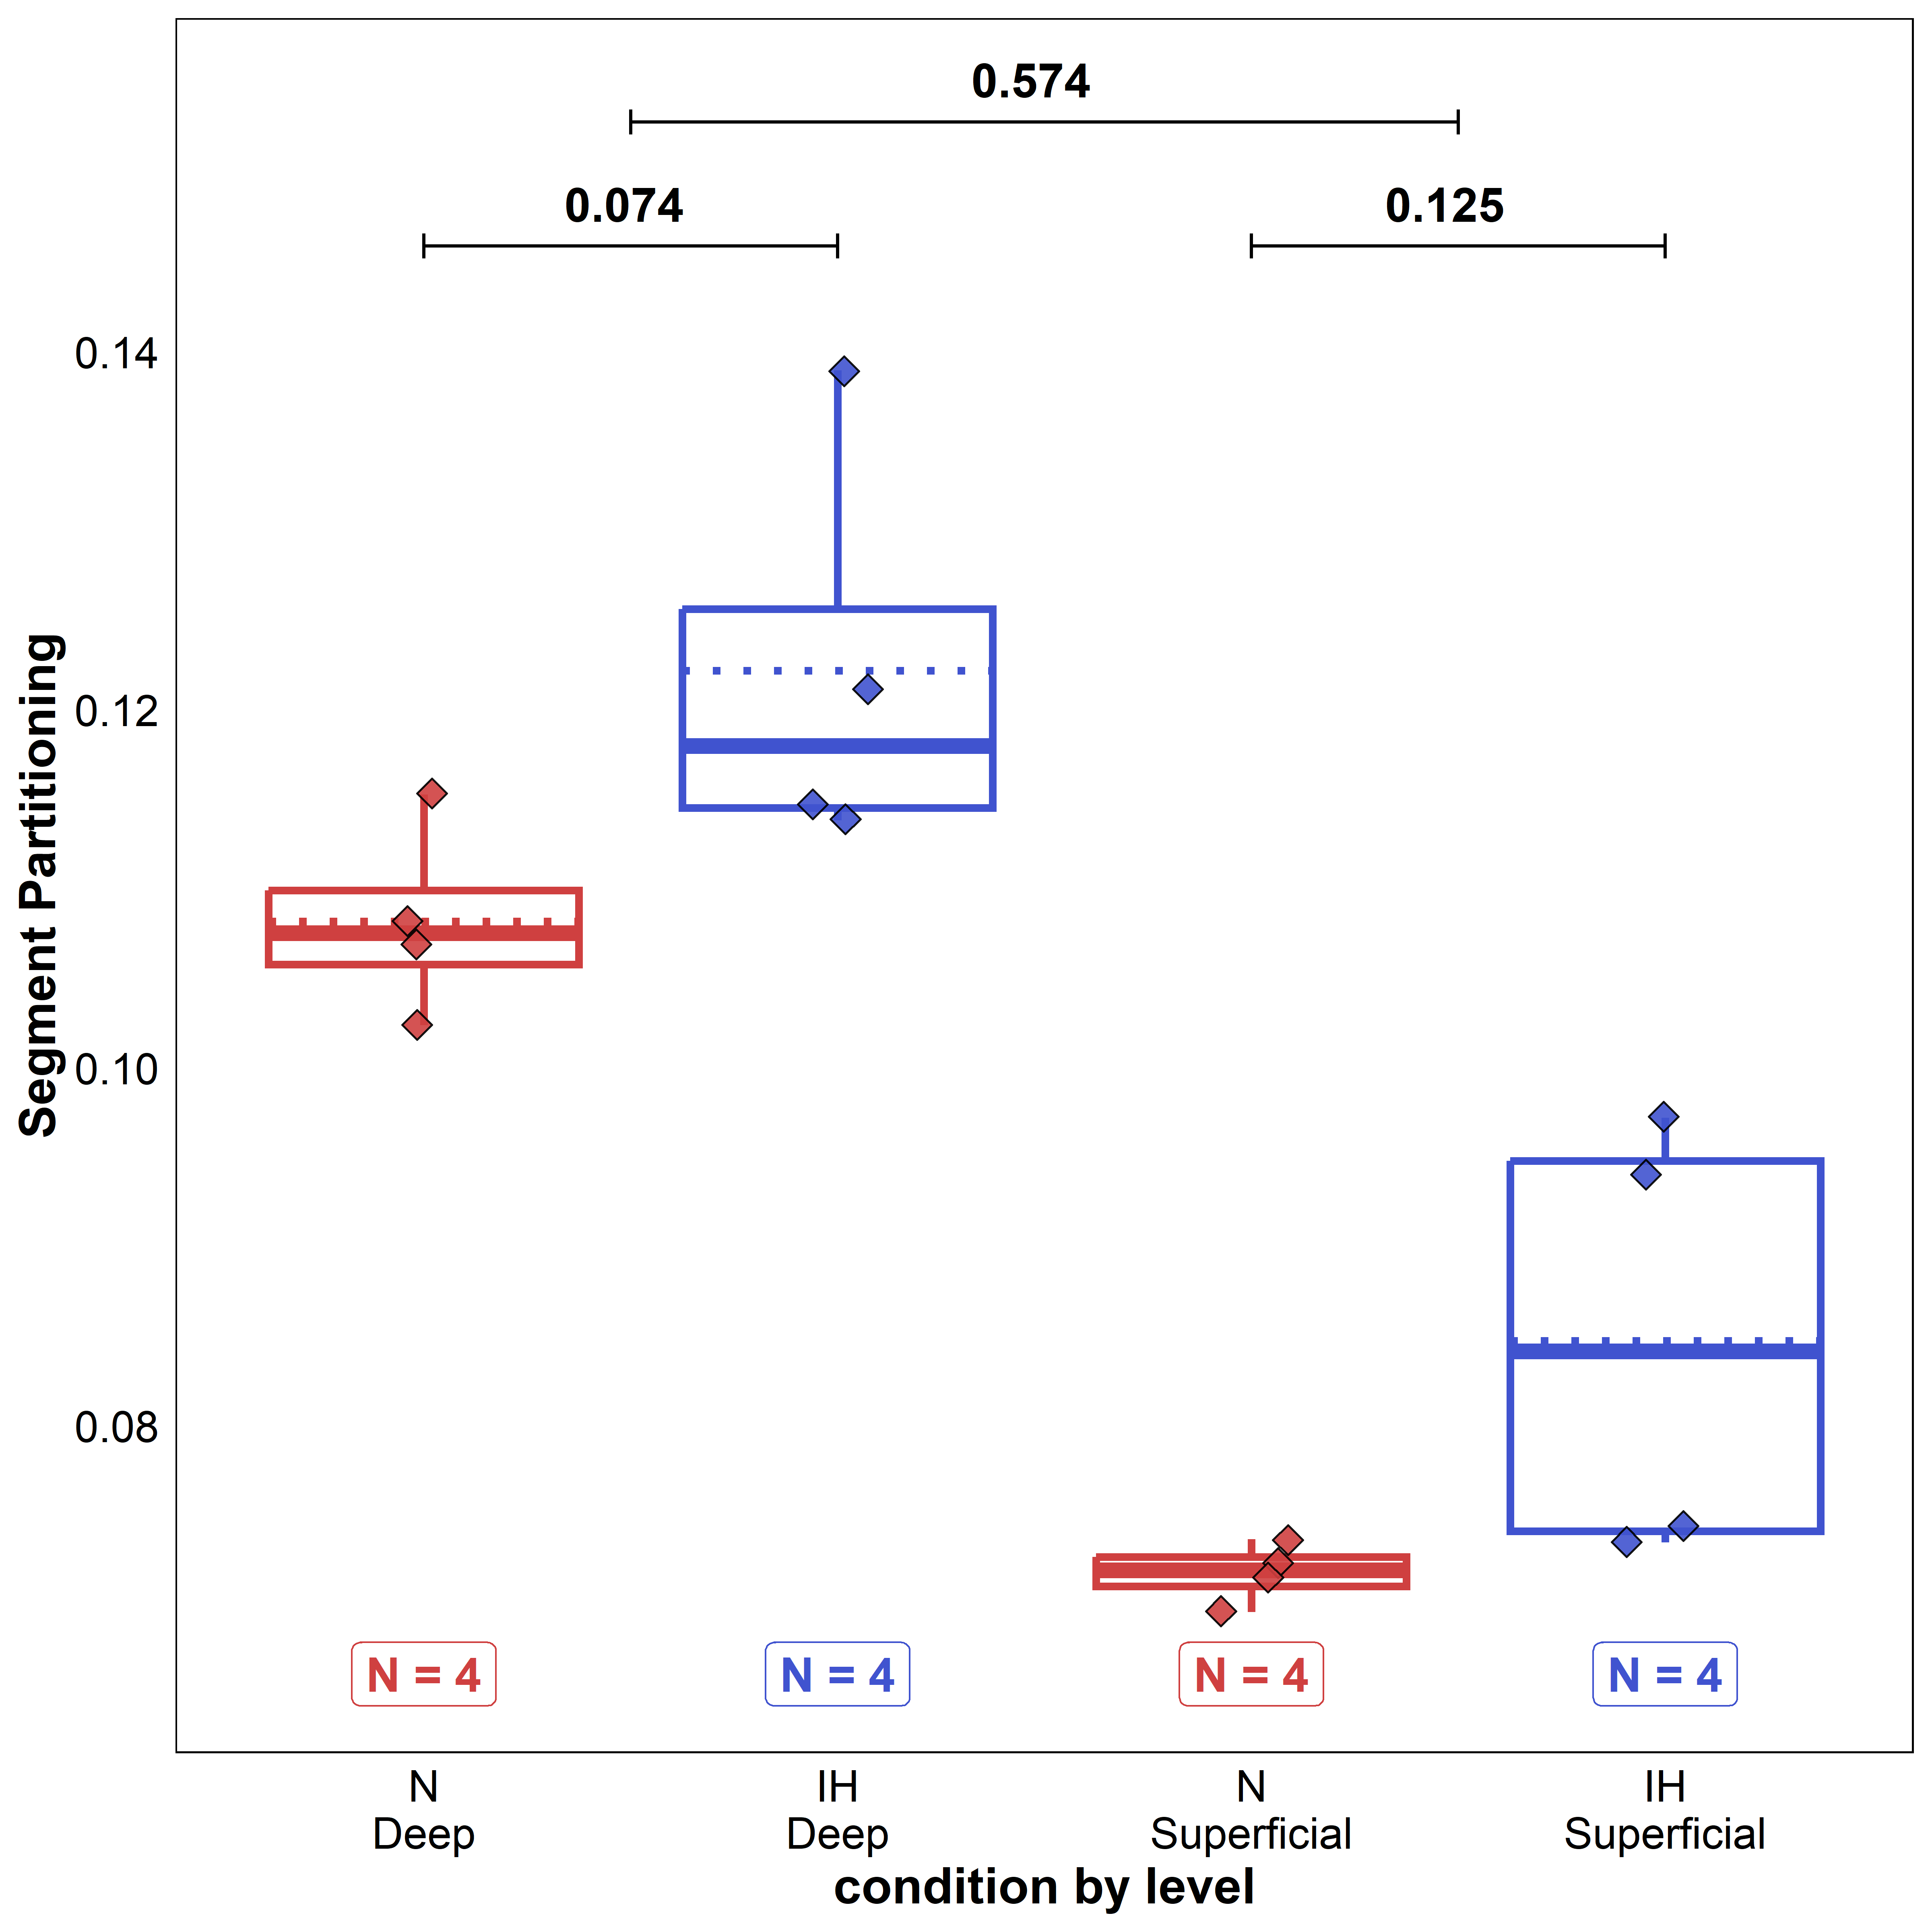 0.574
0.074
0.125
0.14
0.12
0.10
0.08
Segment Partitioning
N = 4
N = 4
N = 4
N = 4
N
Deep
IH
Deep
N
Superficial
IH
Superficial
condition by level